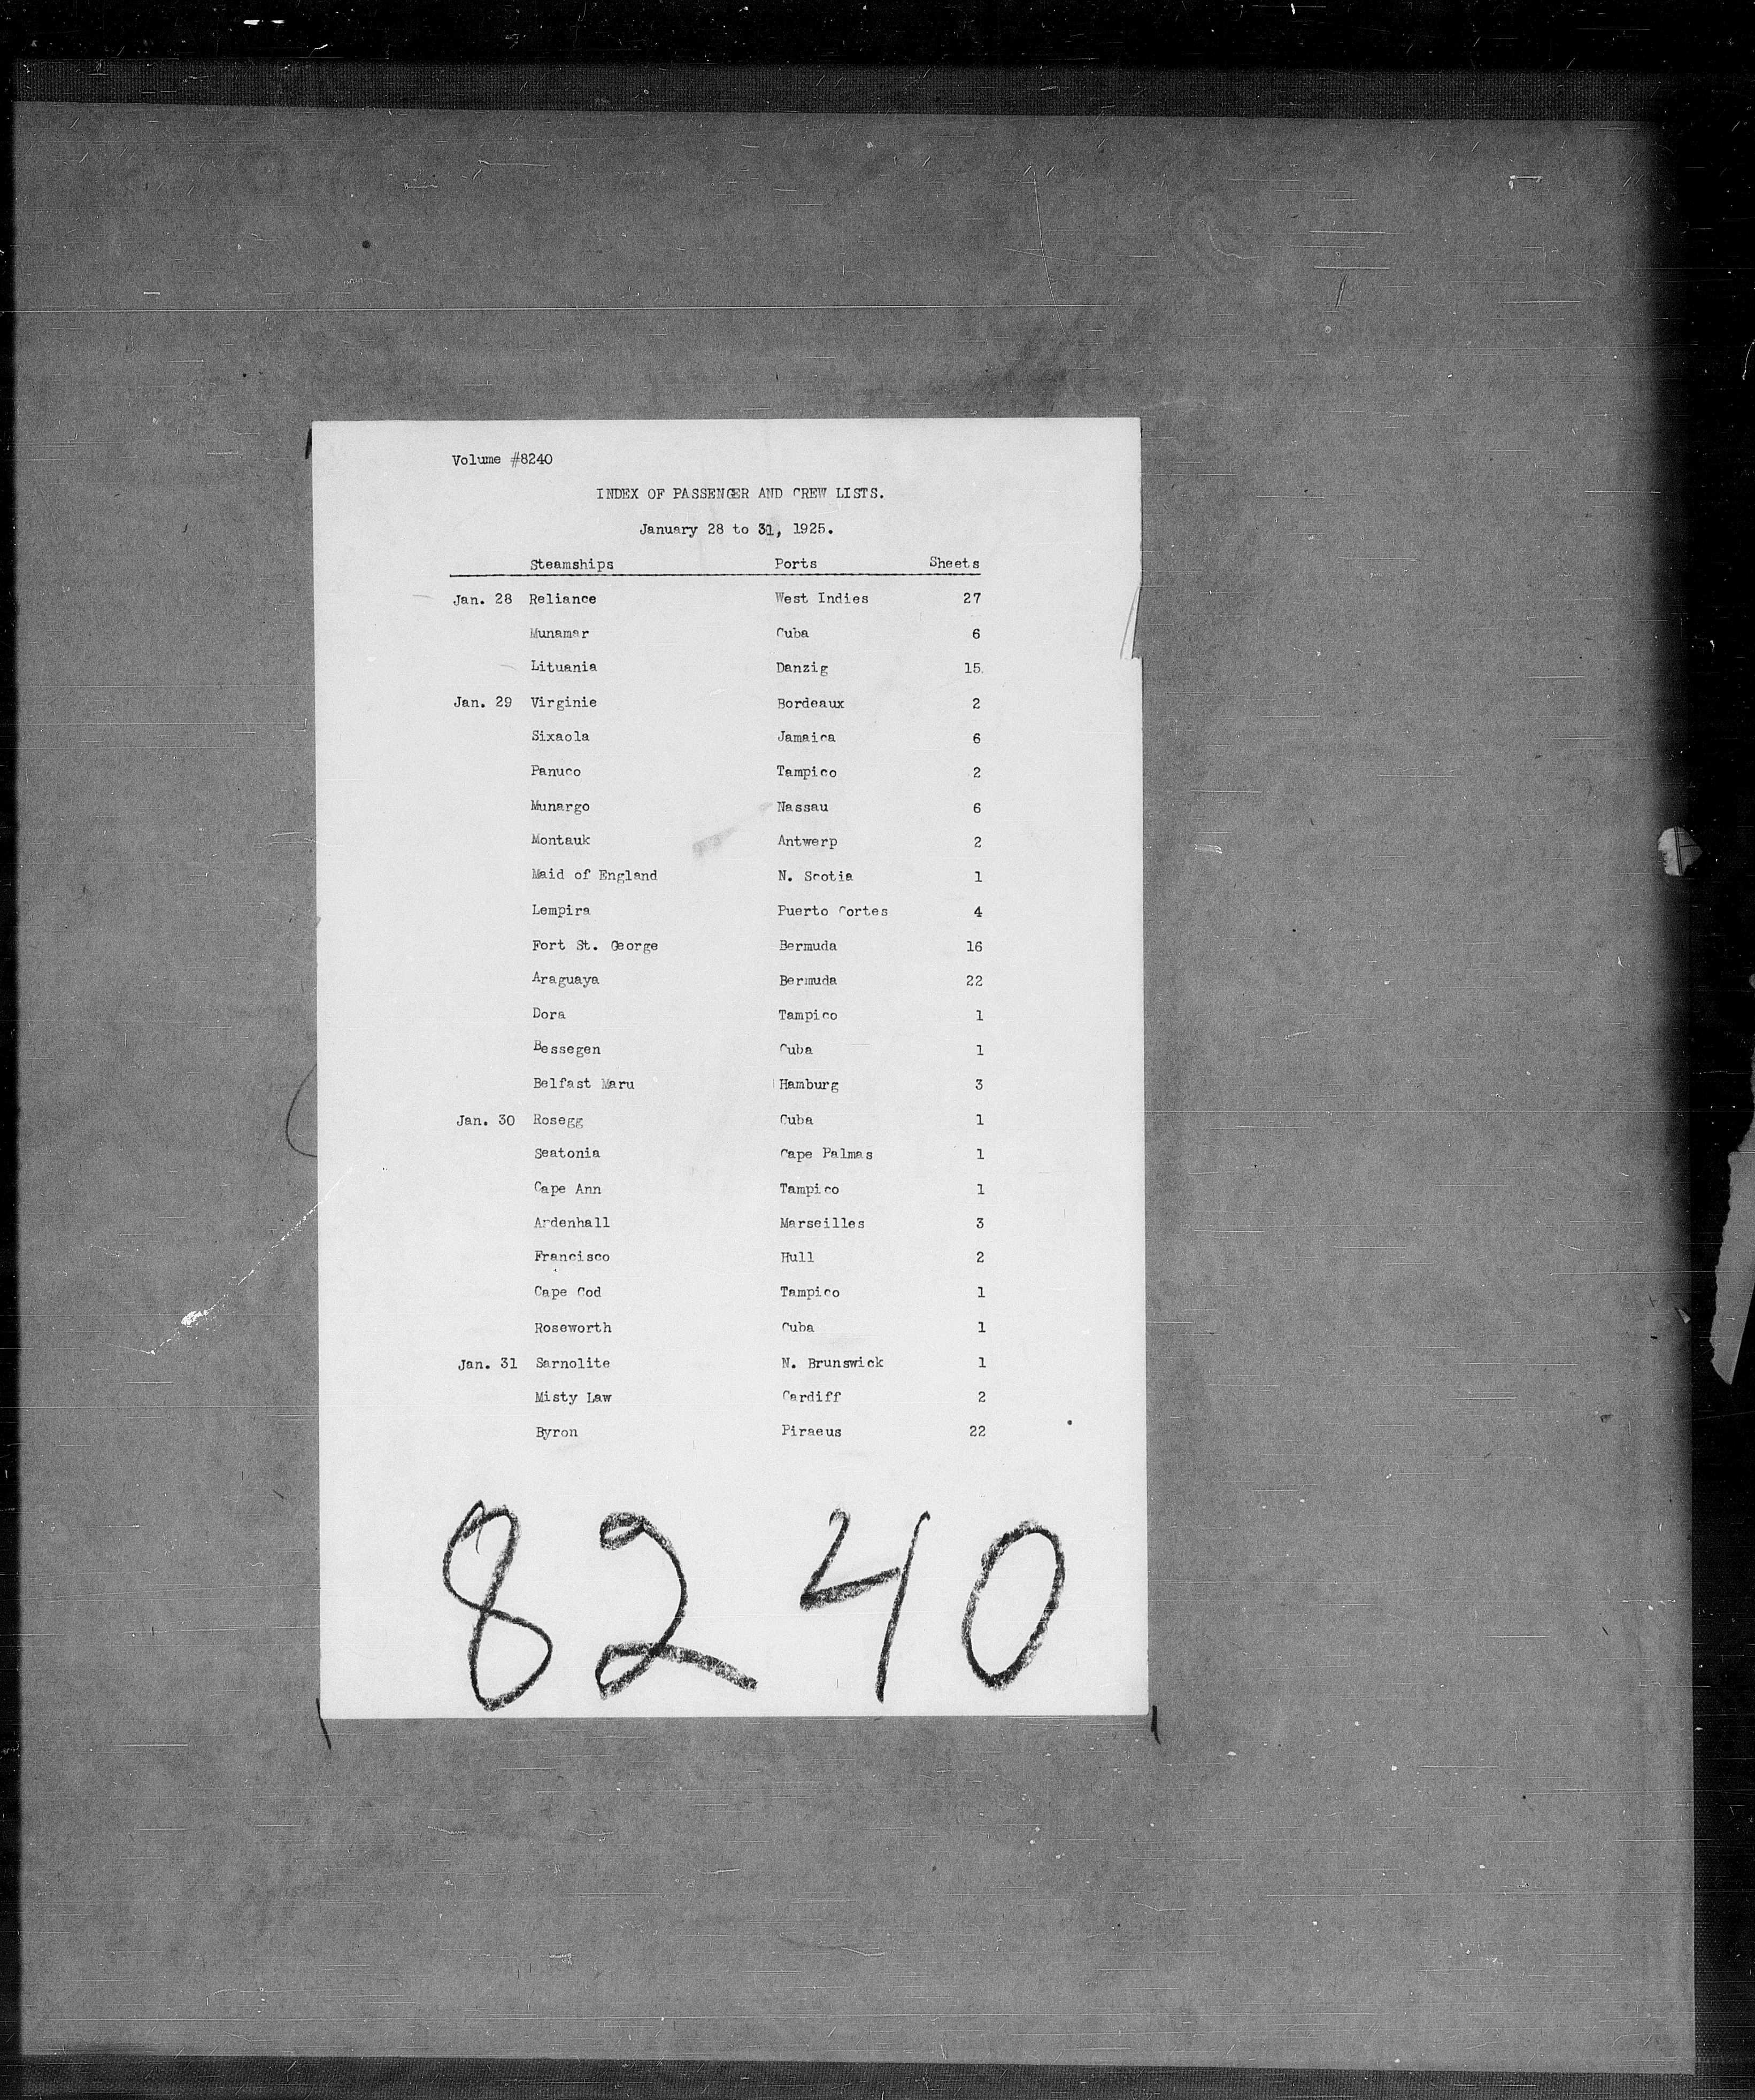 Volume #8240
INDEX OF PASSENGER AND CREW LISTS.
January 28 to 31, 1925.
Steamships Ports Sheets
Jan. 28 Reliance West Indies 27
Munamar Cuba 6
Lituania Danzig 15
Jan. 29 Virginie Bordeaux 2
Sixaola Jamaica 6
Panuco Tampico 2
Munargo Nassau 6
Montauk Antwerp 2
Maid of England N. Scotia 1
Lempira Puerto Cortes 4
Fort St. George Bermuda 16
Araguaya Bermuda 22
Dora Tampico 1
Bessegen Cuba 1
Belfast Maru Hamburg 3
Jan. 30 Rosegg Cuba 1
Seatonia Cape Palmas 1
Cape Ann Tampico 1
Ardenhall Marseilles 3
Francisco Hull 2
Cape Cod Tampico 1
Roseworth Cuba 1
Jan. 31 Sarnolite N. Brunswick 1
Misty Law Cardiff 2
Byron Piraeus 22
8240